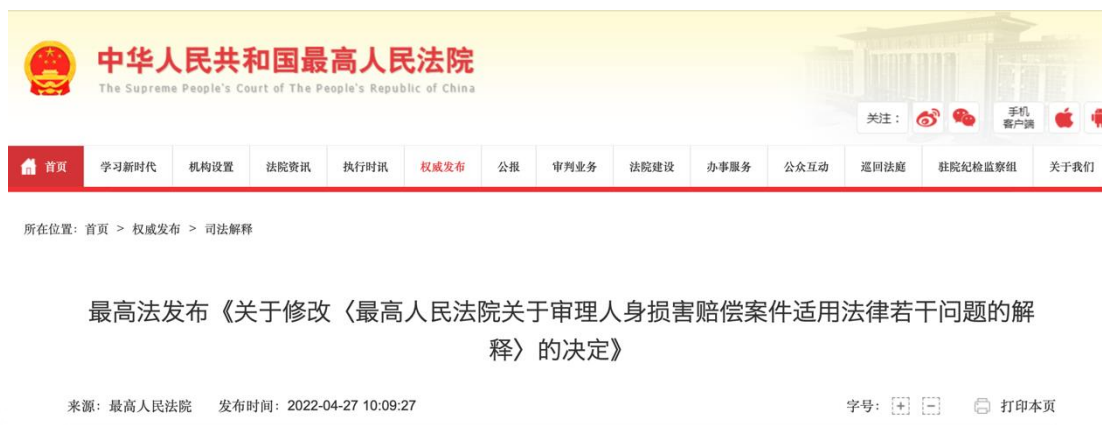 中华人民共和国最高人民法院
The Supreme People's Court of The People's Republic of China
关注： 手机
客户端
首页 学习新时代 机构设置 法院资讯 执行时讯 权威发布 公报 审判业务 法院建设 办事服务 公众互动 巡回法庭 驻院纪检监察组 关于我们
所在位置：首页 > 权威发布 > 司法解释
最高法发布《关于修改〈最高人民法院关于审理人身损害赔偿案件适用法律若干问题的解
释〉的决定》
来源：最高人民法院 发布时间：2022-04-27 10:09:27 字号： + - 打印本页